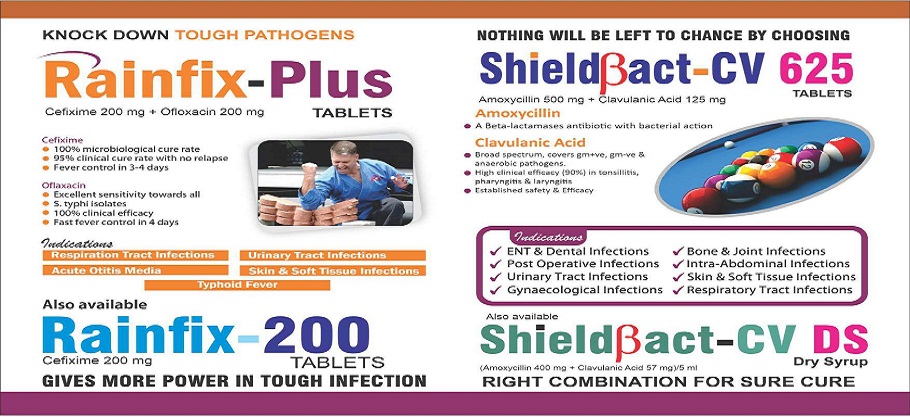 KNOCK DOWN TOUGH PATHOGENS
Rainfix-Plus
Cefixime 200 mg + Ofloxacin 200 mg
TABLETS
Cefixime
100% microbiological cure rate
95% clinical cure rate with no relapse
Fever control in 3-4 days
Oflaxacin
Excellent sensitivity towards all
S. typhi isolates
100% clinical efficacy
Fast fever control in 4 days
Indications
Respiration Tract Infections
Urinary Tract Infections
Acute Otitis Media
Skin & Soft Tissue Infections
Typhoid Fever
Also available
Rainfix-200
Cefixime 200 mg
TABLETS
GIVES MORE POWER IN TOUGH INFECTION
NOTHING WILL BE LEFT TO CHANCE BY CHOOSING
Shieldβact-CV 625
TABLETS
Amoxycillin 500 mg + Clavulanic Acid 125 mg
Amoxycillin
A Beta-lactamases antibiotic with bacterial action
Clavulanic Acid
Broad spectrum, covers gm+ve, gm-ve &
anaerobic pathogens.
High clinical efficacy (90%) in tonsillitis,
pharyngitis & laryngitis
Established safety & Efficacy
Indications
✓ ENT & Dental Infections
✓ Post Operative Infections
✓ Urinary Tract Infections
✓ Gynaecological Infections
✓ Bone & Joint Infections
✓ Intra-Abdominal Infections
✓ Skin & Soft Tissue Infections
✓ Respiratory Tract Infections
Also available
Shieldβact-CV DS
Dry Syrup
(Amoxycillin 400 mg + Clavulanic Acid 57 mg)/5 ml
RIGHT COMBINATION FOR SURE CURE